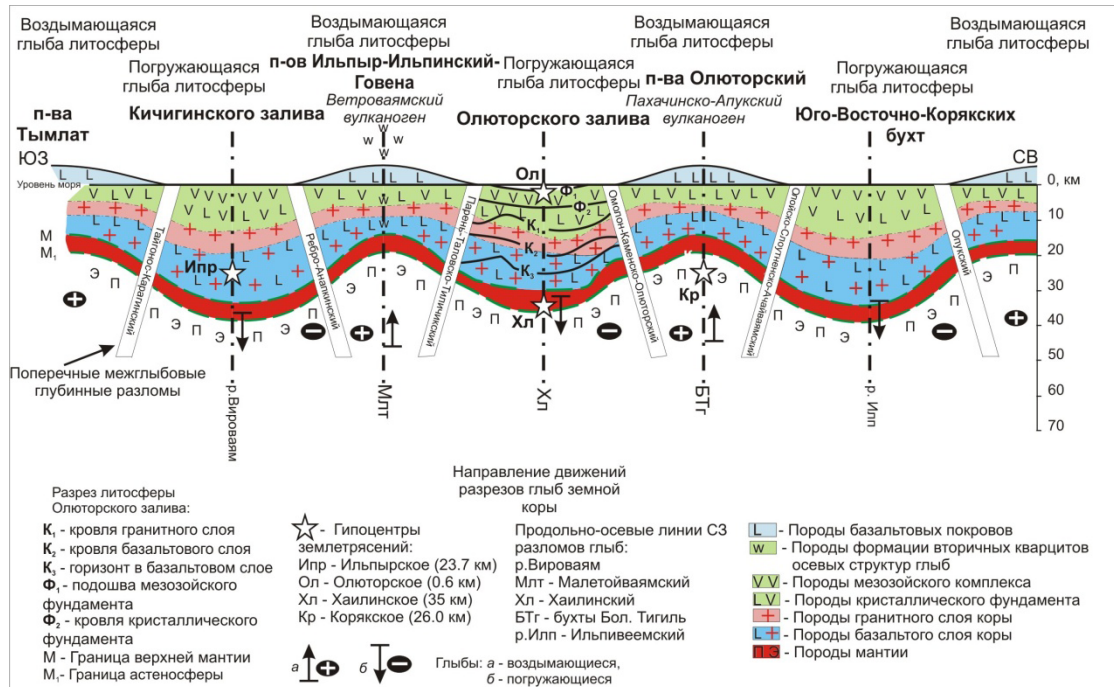 Воздымающаяся
глыба литосферы
Погружающаяся
глыба литосферы
Воздымающаяся
глыба литосферы
п-ов Ильпыр-Ильпинский-
Говена
Ветроваямский
вулканоген
Погружающаяся
глыба литосферы
Воздымающаяся
глыба литосферы
п-ва Олюторский
Пахачинско-Апукский
вулканоген
Погружающаяся
глыба литосферы
Воздымающаяся
глыба литосферы
п-ва
Тымлат
Кичигинского залива
Олюторского залива
Юго-Восточно-Корякских
бухт
ЮЗ
СВ
Уровень моря
0, км
10
20
30
40
50
60
70
М
М₁
Ол
Ф₁
Ф₂
К₁
К₂
К₃
Ипр
Хл
Кр
Тайгонос-Карагинский
Ребро-Анапкинский
Парень-Таловско-Типичикский
Омолон-Каменско-Олюторский
Опукский
Поперечные межглыбовые
глубинные разломы
р.Вироваям
Млт
Хл
БТг
р. Илп
Разрез литосферы
Олюторского залива:
К₁ - кровля гранитного слоя
К₂ - кровля базальтового слоя
К₃ - горизонт в базальтовом слое
Ф₁ - подошва мезозойского
фундамента
Ф₂ - кровля кристаллического
фундамента
М - Граница верхней мантии
М₁- Граница астеносферы
- Гипоцентры
землетрясений:
Ипр – Ильпырское (23.7 км)
Ол - Олюторское (0.6 км)
Хл – Хаилинское (35 км)
Кр – Корякское (26.0 км)
а
б
Направление движений
разрезов глыб земной
коры
Продольно-осевые линии СЗ
разломов глыб:
р.Вироваям
Млт – Малетойваямский
Хл - Хаилинский
БТг - бухты Бол. Тигиль
р.Илп - Ильпивеемский
Глыбы: а - воздымающиеся,
б - погружающиеся
L - Породы базальтовых покровов
w - Породы формации вторичных кварцитов
осевых структур глыб
V V - Породы мезозойского комплекса
L V - Породы кристаллического фундамента
+ + - Породы гранитного слоя коры
L + - Породы базальтого слоя коры
П Э - Породы мантии